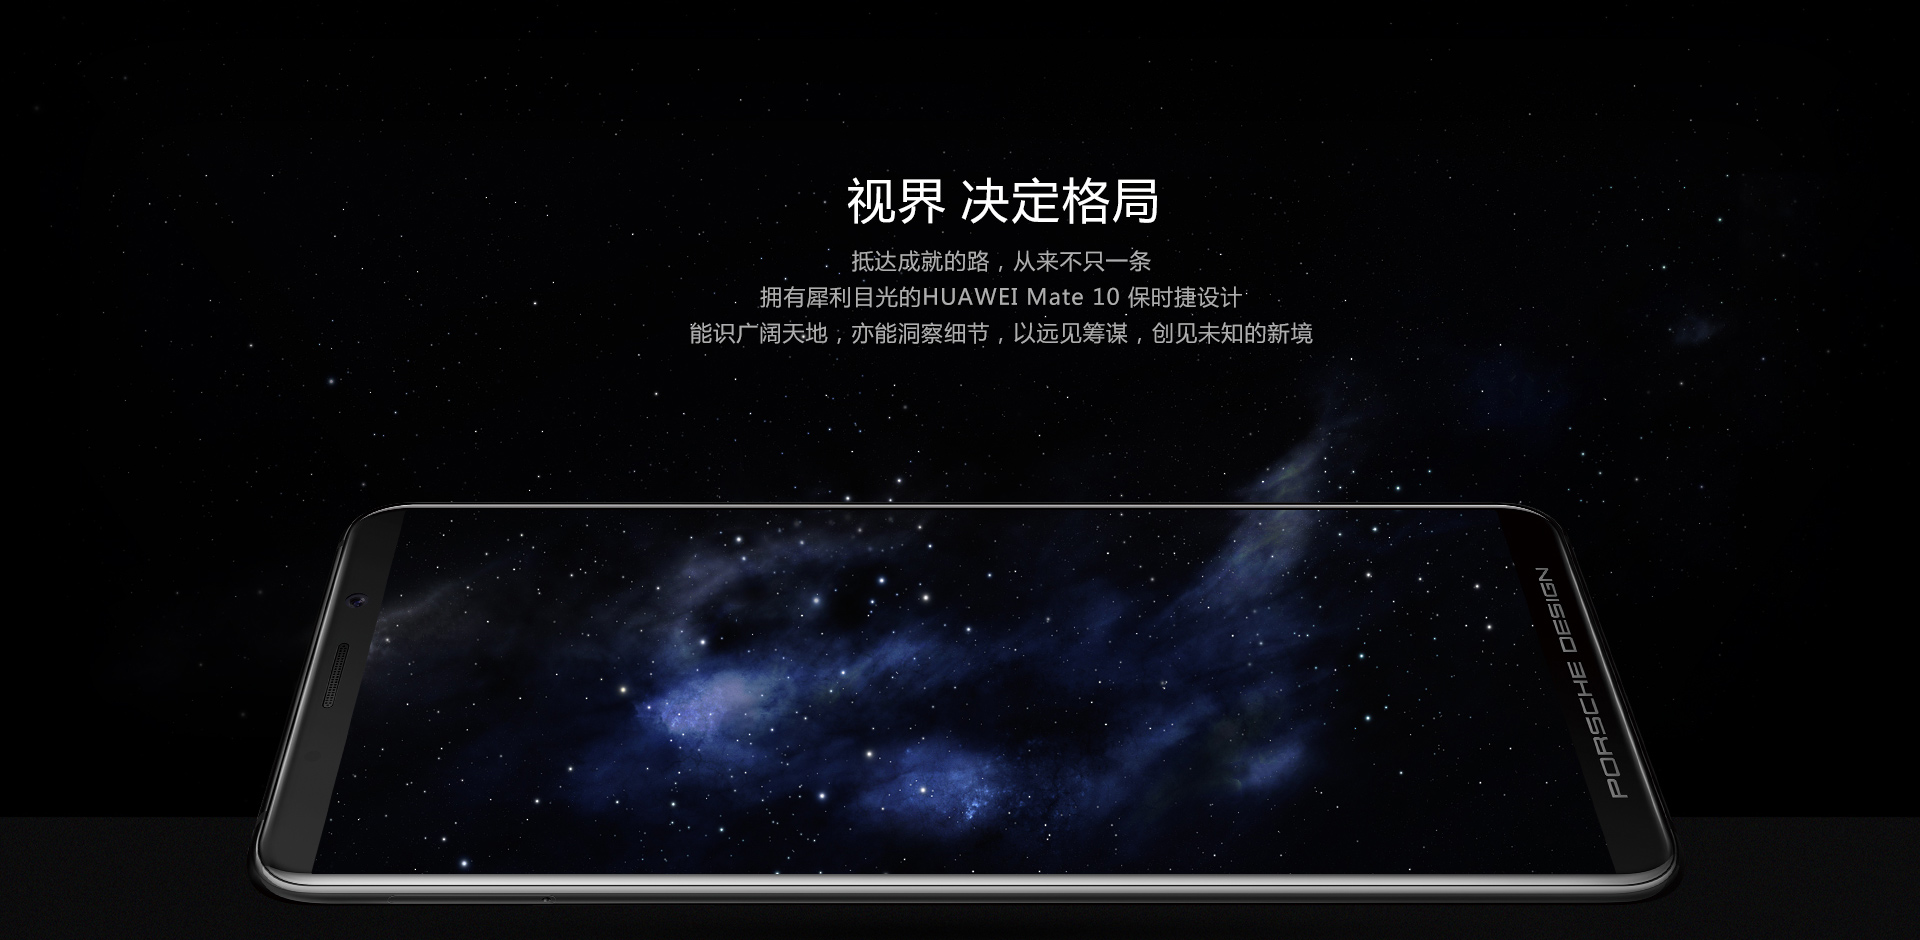 视界 决定格局
抵达成就的路，从来不只一条
拥有犀利目光的HUAWEI Mate 10 保时捷设计
能识广阔天地，亦能洞察细节，以远见筹谋，创见未知的新境
PORSCHE DESIGN